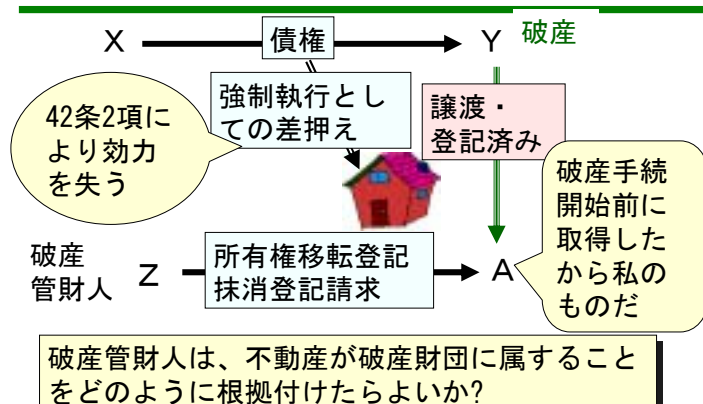 X
債権
Y
破産
42条2項に
より効力
を失う
強制執行とし
ての差押え
譲渡・
登記済み
破産手続
開始前に
取得した
から私の
ものだ
破産
管財人
Z
所有権移転登記
抹消登記請求
A
破産管財人は、不動産が破産財団に属すること
をどのように根拠付けたらよいか?